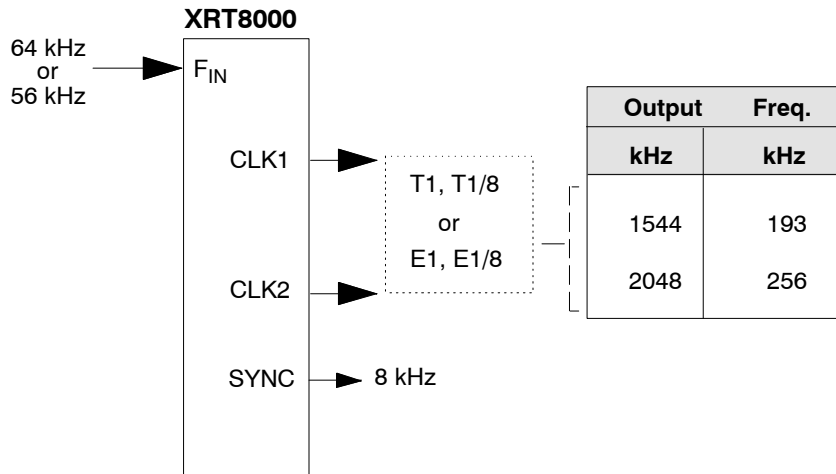 XRT8000
64 kHz
or
56 kHz
F_IN
CLK1
CLK2
SYNC
8 kHz
T1, T1/8
or
E1, E1/8
Output Freq.
kHz kHz
1544 193
2048 256